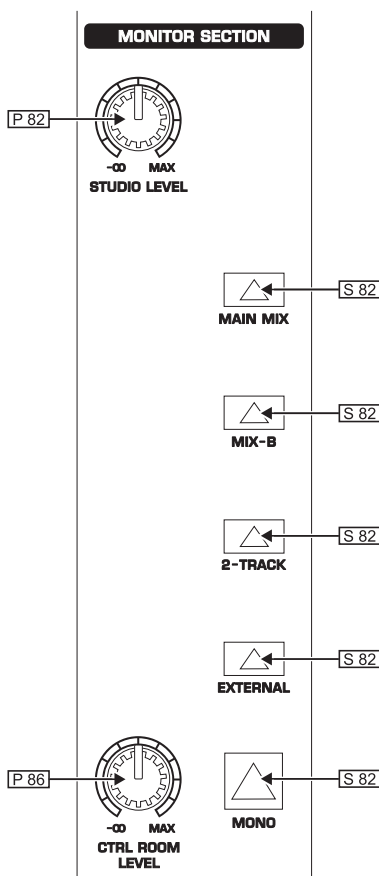 MONITOR SECTION
P 82
-∞ MAX
STUDIO LEVEL
S 82
MAIN MIX
S 82
MIX-B
S 82
2-TRACK
S 82
EXTERNAL
P 86
S 82
-∞ MAX
MONO
CTRL ROOM
LEVEL